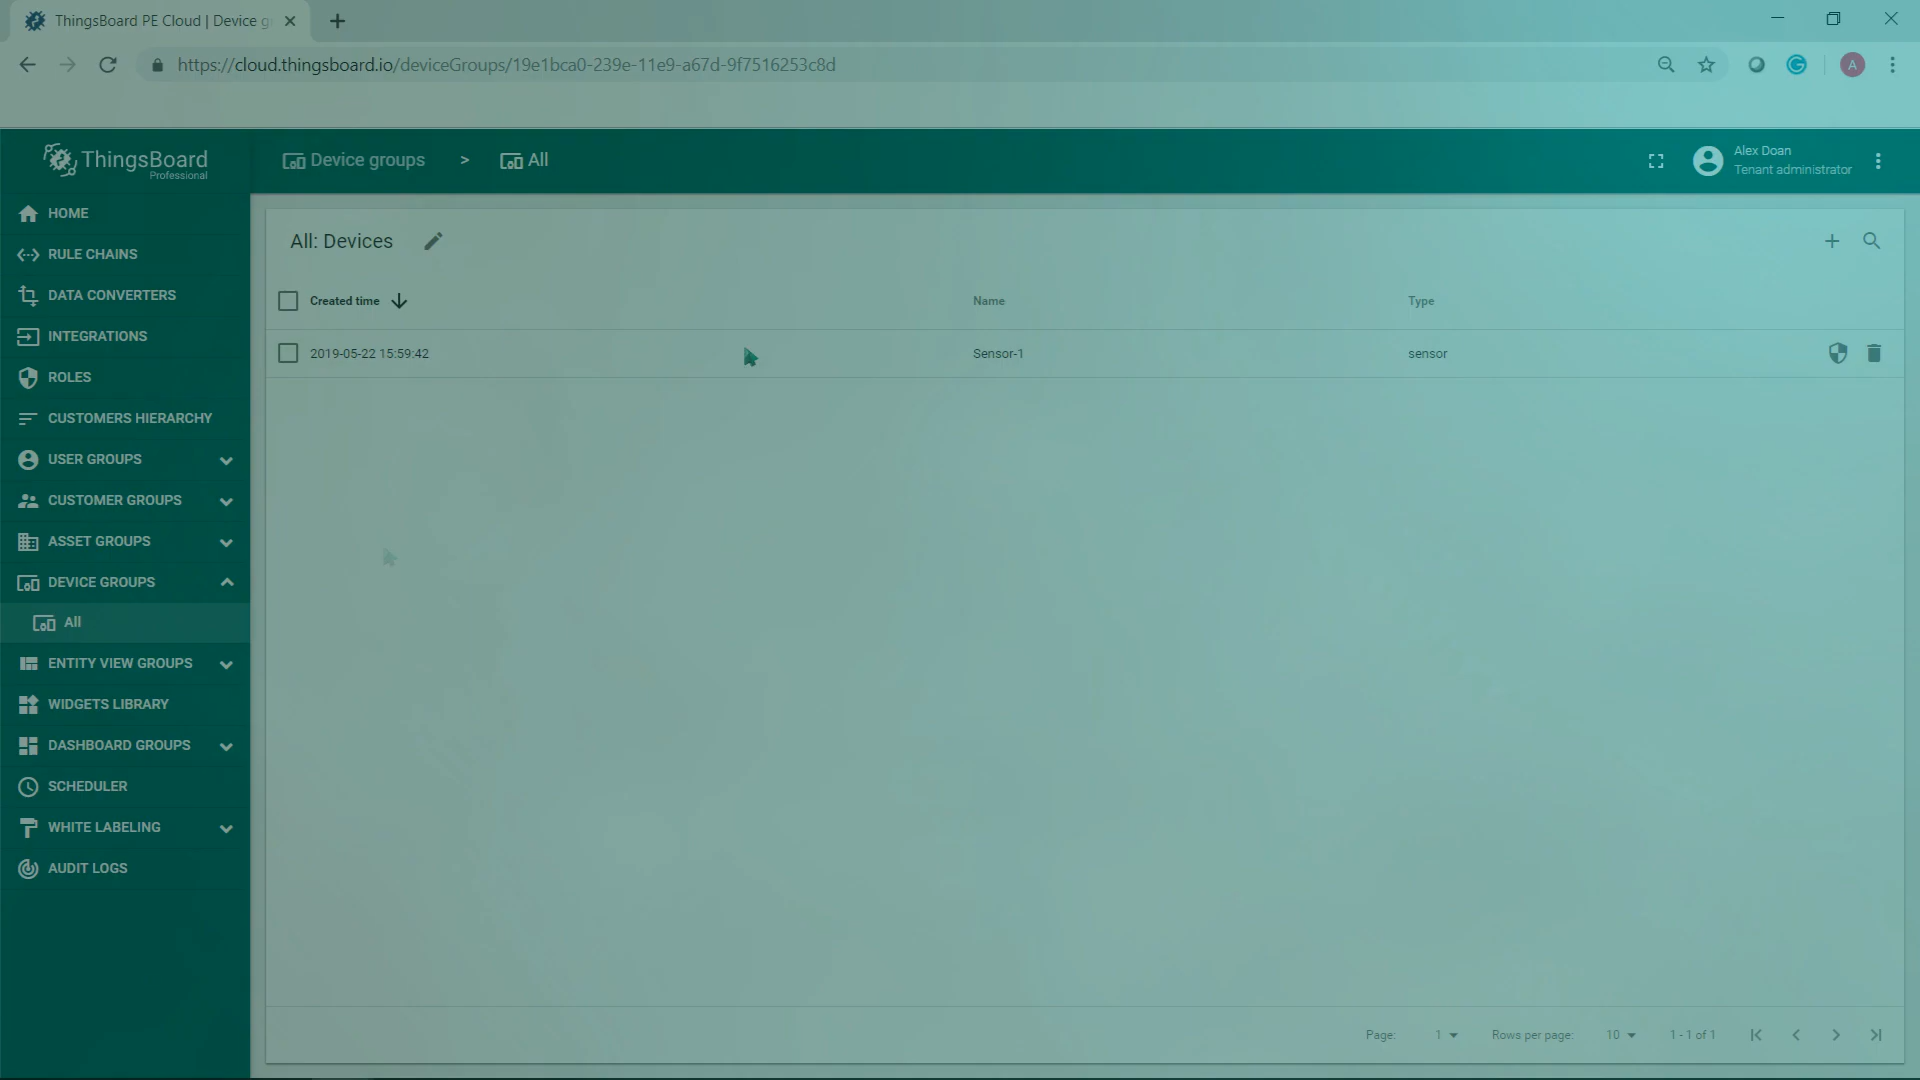 ThingsBoard PE Cloud | Device g
https://cloud.thingsboard.io/deviceGroups/19e1bca0-239e-11e9-a67d-9f7516253c8d
A
ThingsBoard
Professional
Device groups > All
Alex Doan
Tenant administrator
HOME
RULE CHAINS
DATA CONVERTERS
INTEGRATIONS
ROLES
CUSTOMERS HIERARCHY
USER GROUPS
CUSTOMER GROUPS
ASSET GROUPS
DEVICE GROUPS
All
ENTITY VIEW GROUPS
WIDGETS LIBRARY
DASHBOARD GROUPS
SCHEDULER
WHITE LABELING
AUDIT LOGS
All: Devices
Created time Name Type
2019-05-22 15:59:42 Sensor-1 sensor
Page: 1 Rows per page: 10 1 - 1 of 1